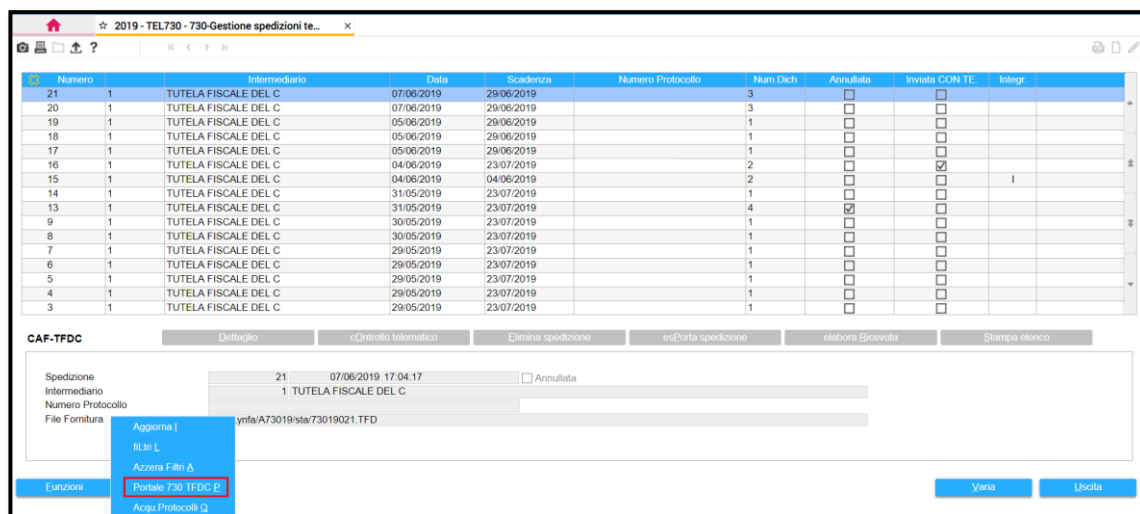 ☆ 2019 - TEL730 - 730-Gestione spedizioni te... ×
?
Numero Intermediario Data Scadenza Numero Protocollo Num.Dich Annullata Inviata CON TE. Integr.
21 1 TUTELA FISCALE DEL C 07/06/2019 29/06/2019 3
20 1 TUTELA FISCALE DEL C 07/06/2019 29/06/2019 3
19 1 TUTELA FISCALE DEL C 05/06/2019 29/06/2019 1
18 1 TUTELA FISCALE DEL C 05/06/2019 29/06/2019 1
17 1 TUTELA FISCALE DEL C 05/06/2019 29/06/2019 1
16 1 TUTELA FISCALE DEL C 04/06/2019 23/07/2019 2
15 1 TUTELA FISCALE DEL C 04/06/2019 04/06/2019 2 I
14 1 TUTELA FISCALE DEL C 31/05/2019 23/07/2019 1
13 1 TUTELA FISCALE DEL C 31/05/2019 23/07/2019 4
9 1 TUTELA FISCALE DEL C 30/05/2019 23/07/2019 1
8 1 TUTELA FISCALE DEL C 30/05/2019 23/07/2019 1
7 1 TUTELA FISCALE DEL C 29/05/2019 23/07/2019 1
6 1 TUTELA FISCALE DEL C 29/05/2019 23/07/2019 1
5 1 TUTELA FISCALE DEL C 29/05/2019 23/07/2019 1
4 1 TUTELA FISCALE DEL C 29/05/2019 23/07/2019 1
3 1 TUTELA FISCALE DEL C 29/05/2019 23/07/2019 1
CAF-TFDC Dettaglio cOntrollo telematico Elimina spedizione esPorta spedizione elabora Ricevuta Stampa elenco
Spedizione 21 07/06/2019 17:04:17 Annullata
Intermediario 1 TUTELA FISCALE DEL C
Numero Protocollo
File Fornitura .ynfa/A73019/sta/73019021.TFD
Aggiorna I
fiLtri L
Azzera Filtri A
Funzioni Portale 730 TFDC P Varia Uscita
Acqu.Protocolli Q